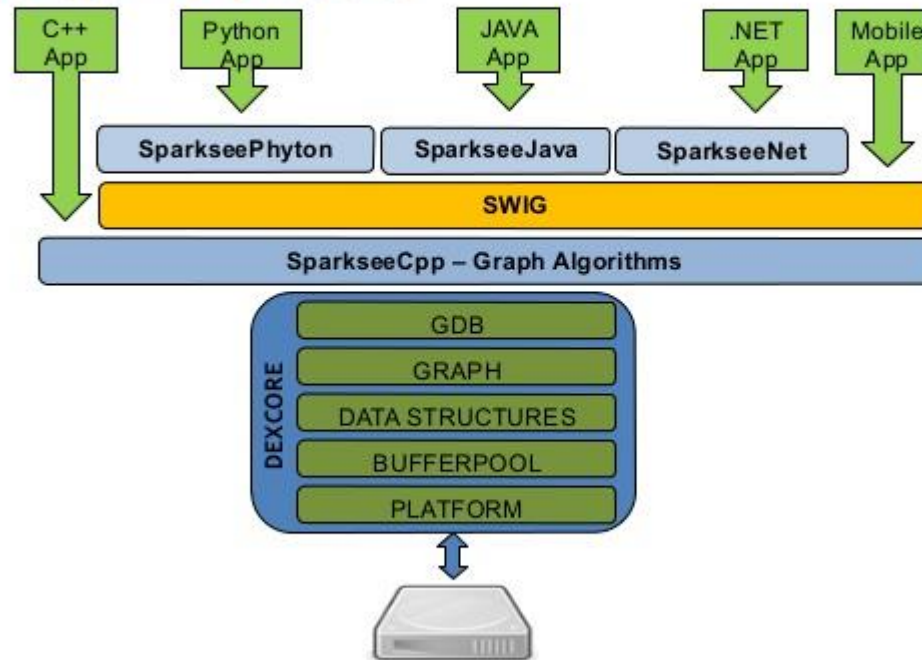 C++
App
Python
App
JAVA
App
.NET
App
Mobile
App
SparkseePhyton
SparkseeJava
SparkseeNet
SWIG
SparkseeCpp – Graph Algorithms
DEXCORE
GDB
GRAPH
DATA STRUCTURES
BUFFERPOOL
PLATFORM